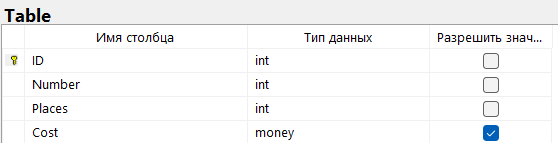 Table
Имя столбца Тип данных Разрешить знач...
ID int
Number int
Places int
Cost money